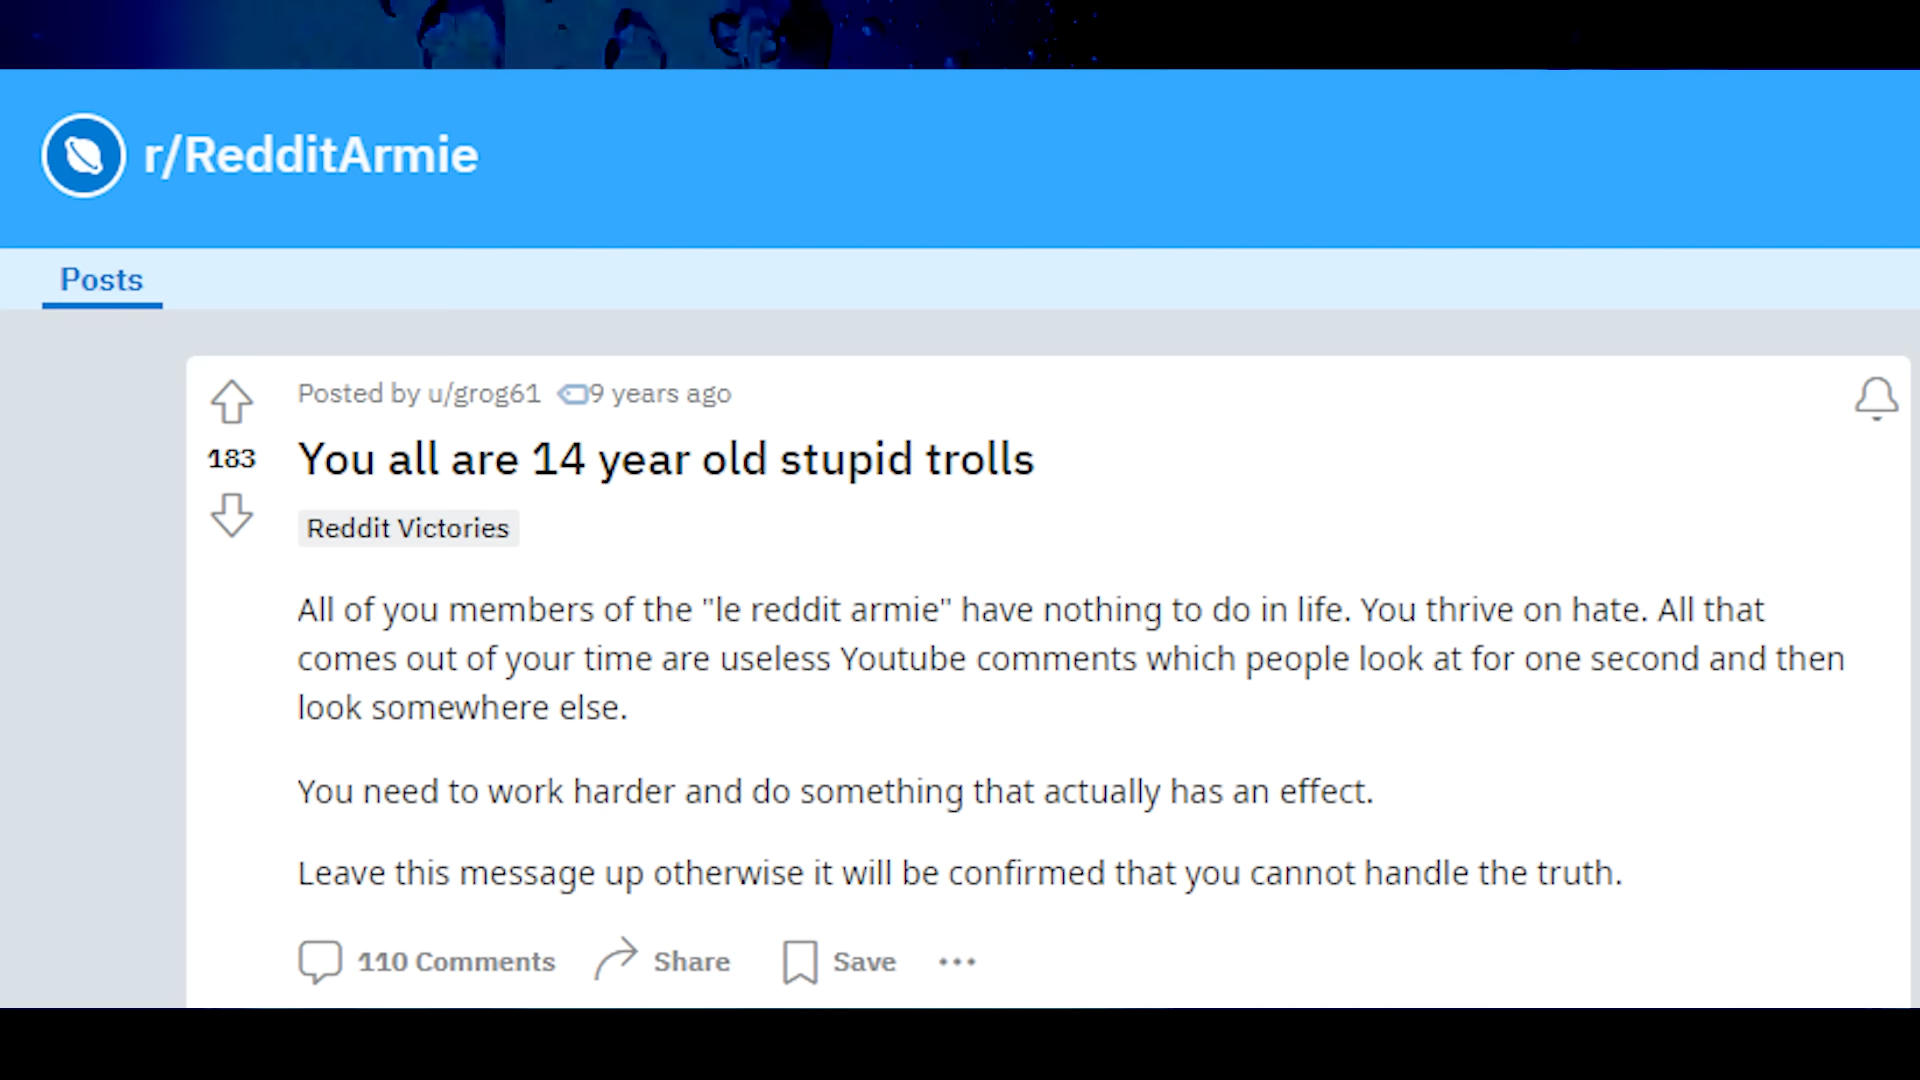 r/RedditArmie
Posts
Posted by u/grog61 9 years ago
183
You all are 14 year old stupid trolls
Reddit Victories
All of you members of the "le reddit armie" have nothing to do in life. You thrive on hate. All that
comes out of your time are useless Youtube comments which people look at for one second and then
look somewhere else.
You need to work harder and do something that actually has an effect.
Leave this message up otherwise it will be confirmed that you cannot handle the truth.
110 Comments Share Save